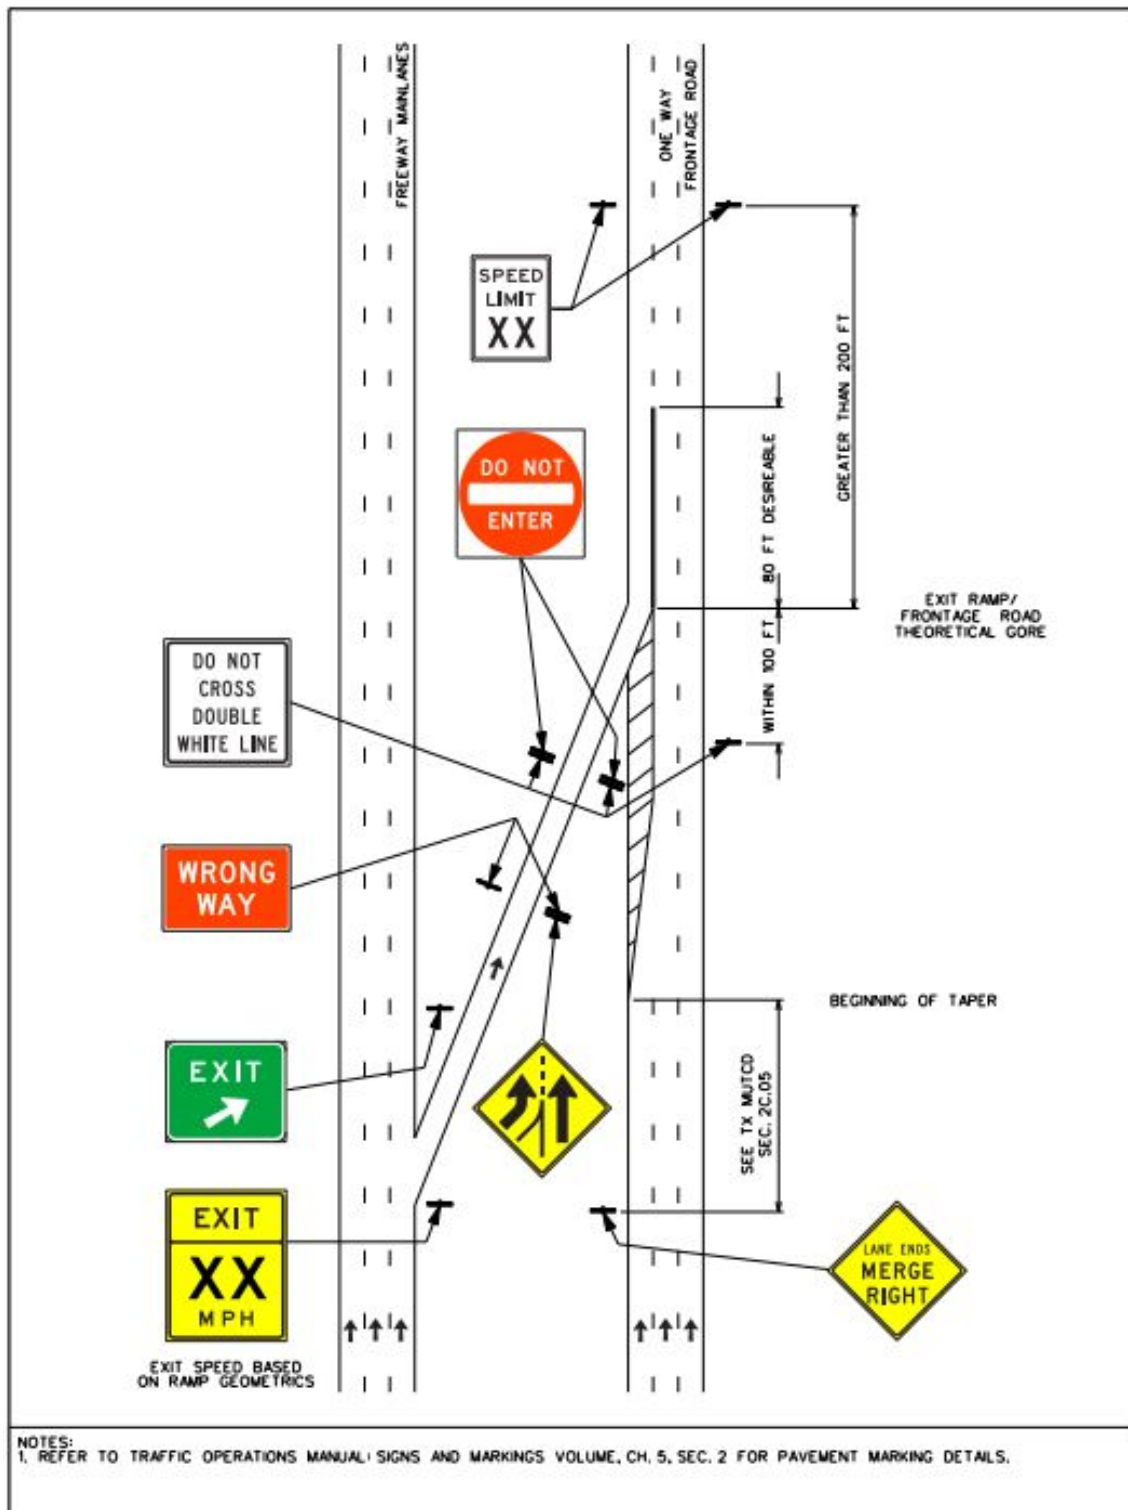 FREEWAY MAINLANES
ONE WAY
FRONTAGE ROAD
SPEED
LIMIT
XX
GREATER THAN 200 FT
DO NOT
ENTER
80 FT DESIREABLE
EXIT RAMP/
FRONTAGE ROAD
THEORETICAL GORE
WITHIN 100 FT
DO NOT
CROSS
DOUBLE
WHITE LINE
WRONG
WAY
BEGINNING OF TAPER
EXIT
SEE TX MUTCD
SEC. 2C.05
EXIT
XX
MPH
LANE ENDS
MERGE
RIGHT
EXIT SPEED BASED
ON RAMP GEOMETRICS
NOTES:
1. REFER TO TRAFFIC OPERATIONS MANUAL: SIGNS AND MARKINGS VOLUME, CH. 5, SEC. 2 FOR PAVEMENT MARKING DETAILS.